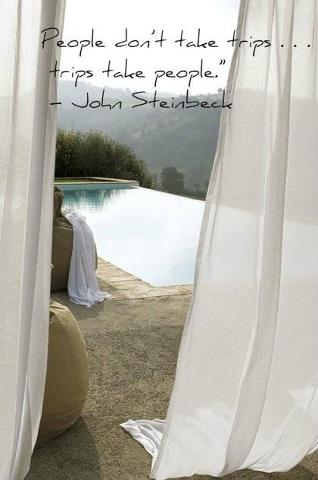 People don't take trips . . .
trips take people."
- John Steinbeck